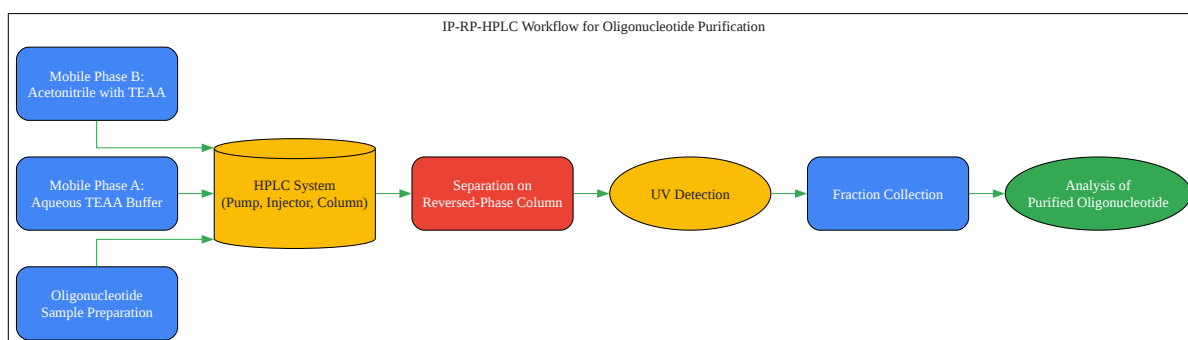 IP-RP-HPLC Workflow for Oligonucleotide Purification
Mobile Phase B:
Acetonitrile with TEAA
Mobile Phase A:
Aqueous TEAA Buffer
Oligonucleotide
Sample Preparation
HPLC System
(Pump, Injector, Column)
Separation on
Reversed-Phase Column
UV Detection
Fraction Collection
Analysis of
Purified Oligonucleotide